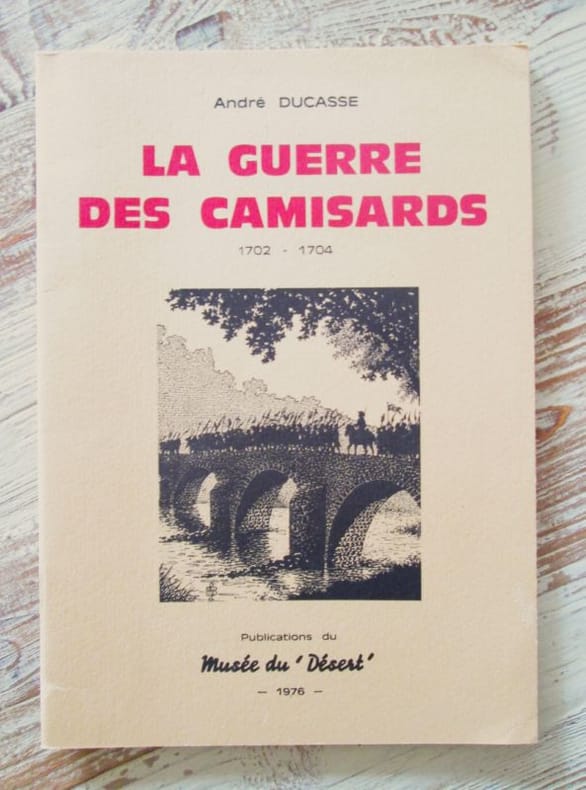 André DUCASSE
LA GUERRE
DES CAMISARDS
1702 - 1704
Publications du
Musée du "Désert"
— 1976 —